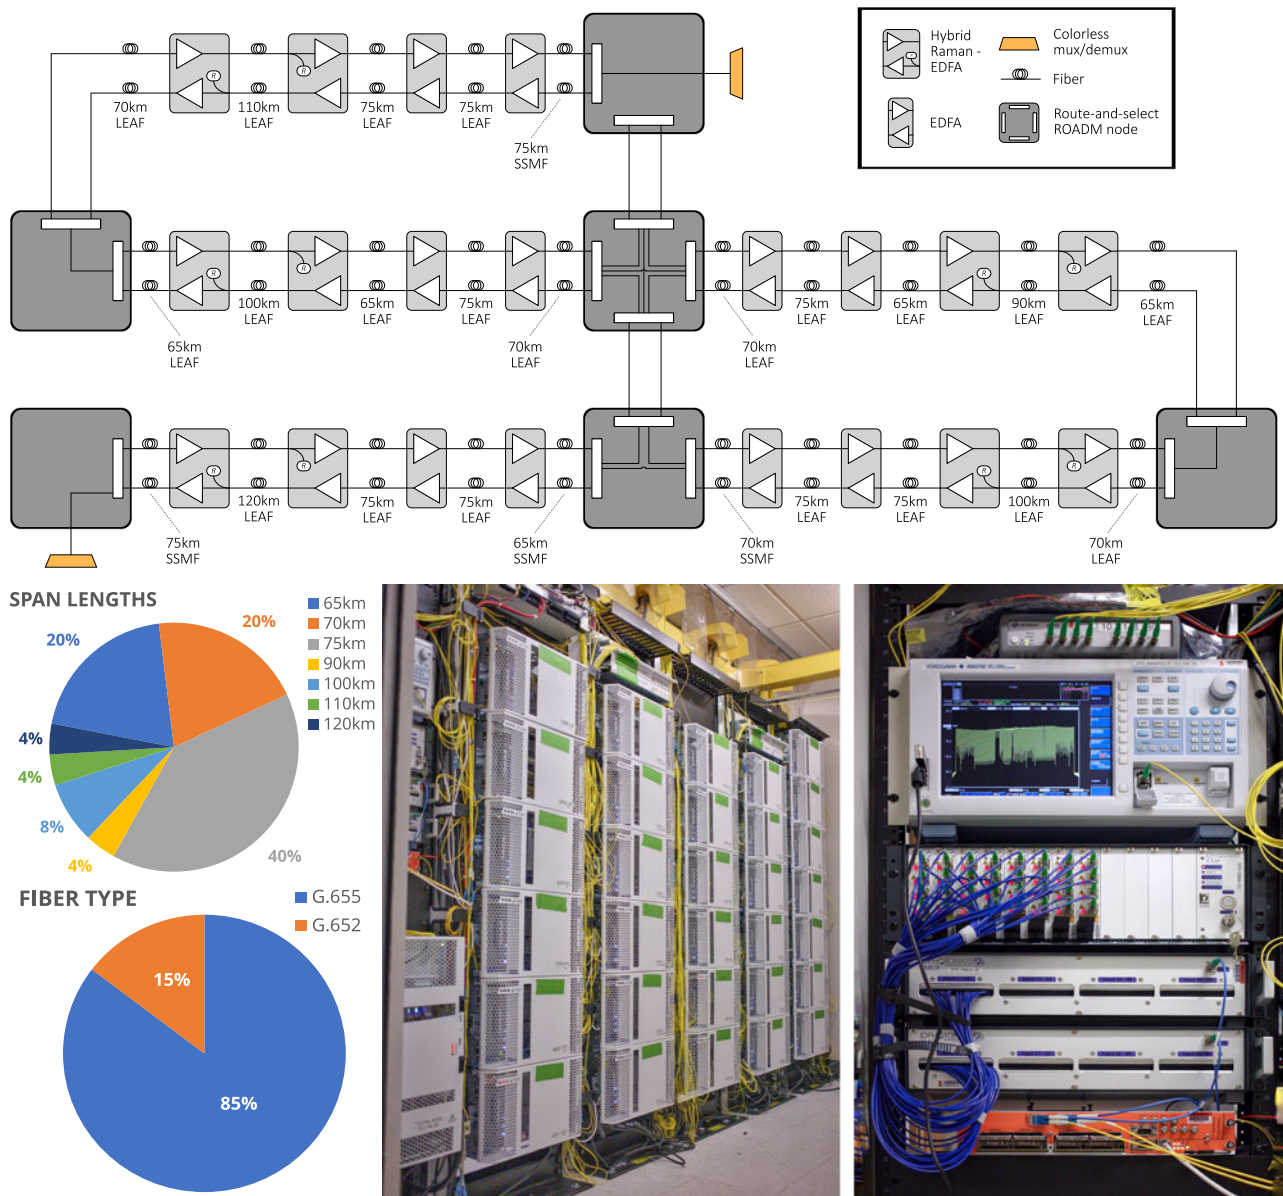 Hybrid
Raman -
EDFA
Colorless
mux/demux
Fiber
EDFA
Route-and-select
ROADM node
R
R
70km
LEAF
110km
LEAF
75km
LEAF
75km
LEAF
75km
SSMF
R
R
R
R
100km
LEAF
65km
LEAF
75km
LEAF
75km
LEAF
65km
LEAF
90km
LEAF
65km
LEAF
65km
LEAF
70km
LEAF
70km
LEAF
R
R
R
R
120km
LEAF
75km
LEAF
75km
LEAF
75km
LEAF
75km
LEAF
100km
LEAF
75km
SSMF
65km
SSMF
70km
SSMF
70km
LEAF
SPAN LENGTHS
65km
70km
75km
90km
100km
110km
120km
20%
20%
4%
4%
8%
4%
40%
FIBER TYPE
G.655
G.652
15%
85%
YOKOGAWA